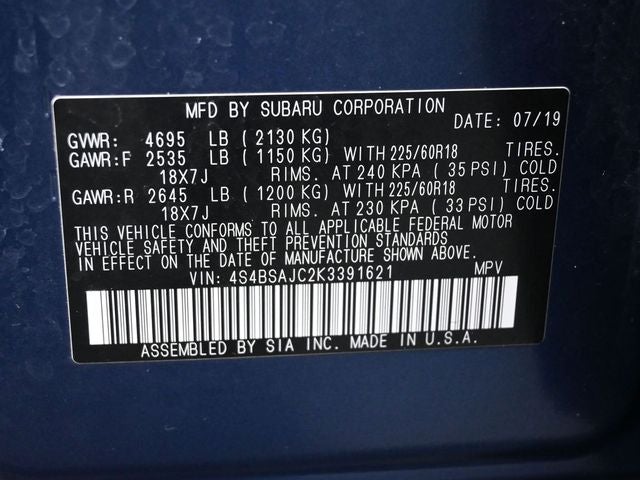 MFD BY SUBARU CORPORATION
DATE: 07/19
GVWR: 4695 LB ( 2130 KG)
GAWR:F 2535 LB ( 1150 KG) WITH 225/60R18 TIRES.
18X7J RIMS. AT 240 KPA ( 35 PSI) COLD
GAWR:R 2645 LB ( 1200 KG) WITH 225/60R18 TIRES.
18X7J RIMS. AT 230 KPA ( 33 PSI) COLD
THIS VEHICLE CONFORMS TO ALL APPLICABLE FEDERAL MOTOR
VEHICLE SAFETY AND THEFT PREVENTION STANDARDS
IN EFFECT ON THE DATE OF MANUFACTURE SHOWN ABOVE.
VIN: 4S4BSAJC2K3391621 MPV
ASSEMBLED BY SIA INC. MADE IN U.S.A.